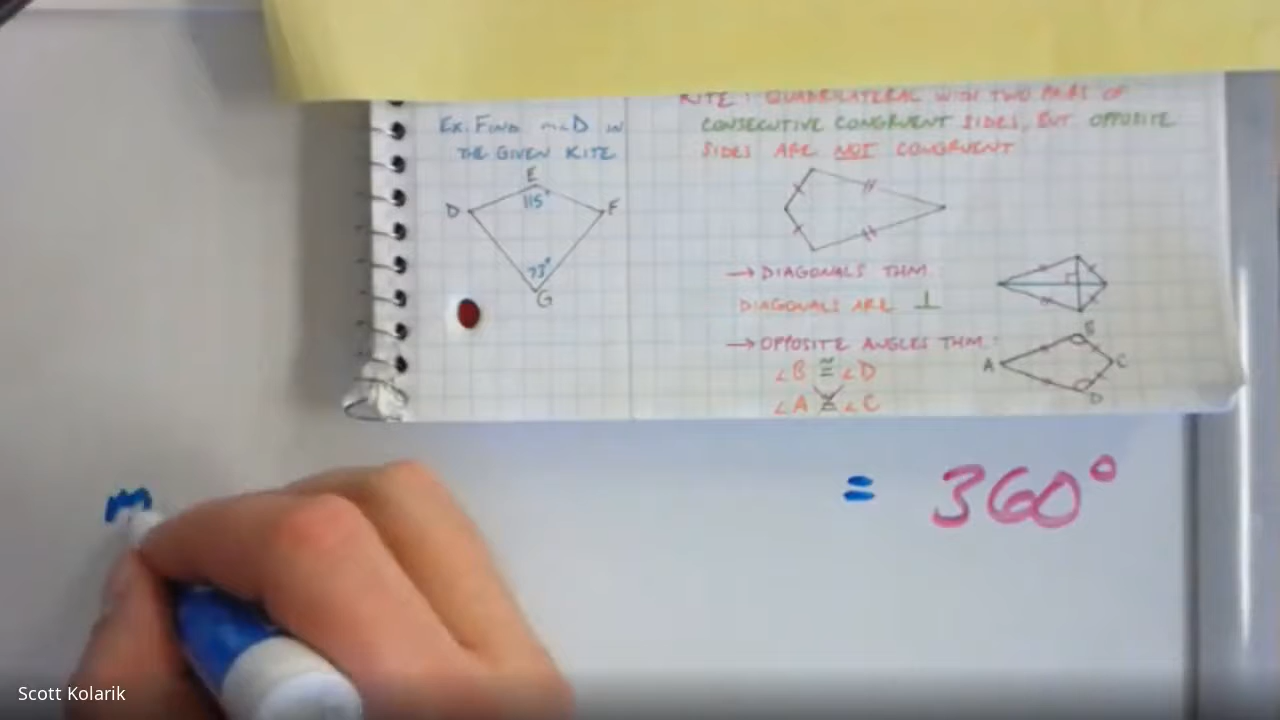 KITE: QUADRILATERAL WITH TWO PAIRS OF
CONSECUTIVE CONGRUENT SIDES, BUT OPPOSITE
SIDES ARE NOT CONGRUENT
EX. FIND m∠D IN
THE GIVEN KITE
E
115°
D
F
73°
G
→ DIAGONALS THM
DIAGONALS ARE ⊥
→ OPPOSITE ANGLES THM:
∠B ≅ ∠D
∠A ≇ ∠C
B
A
C
D
m
= 360°
Scott Kolarik